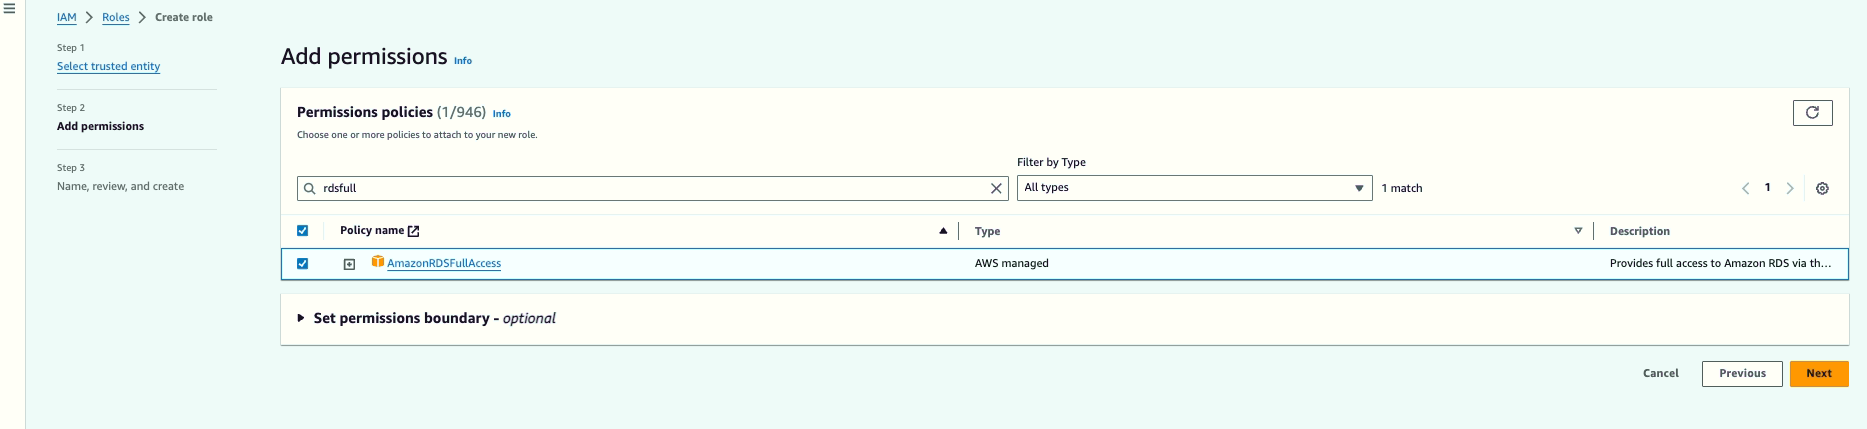 IAM > Roles > Create role
Step 1
Select trusted entity
Step 2
Add permissions
Step 3
Name, review, and create
Add permissions Info
Permissions policies (1/946) Info
Choose one or more policies to attach to your new role.
Filter by Type
rdsfull
All types
1 match
1
Policy name
Type
Description
AmazonRDSFullAccess
AWS managed
Provides full access to Amazon RDS via th...
Set permissions boundary - optional
Cancel
Previous
Next